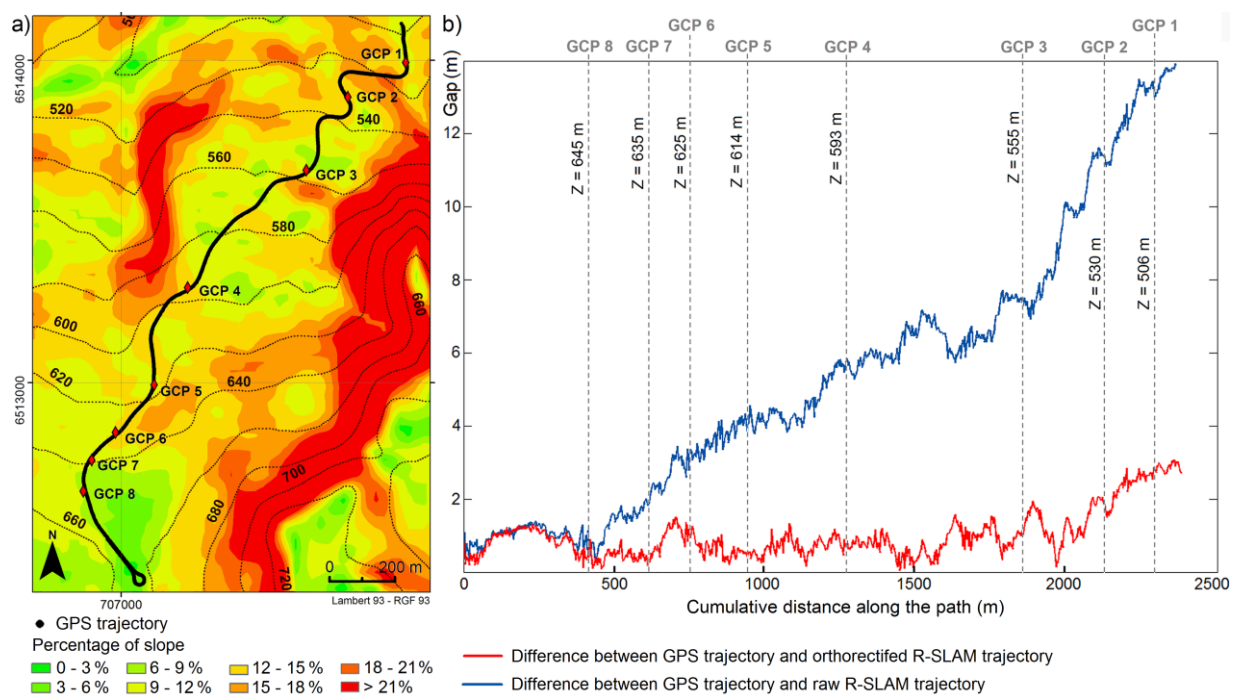 a)
56
6514000
GCP 1
GCP 2
520
540
560
GCP 3
580
GCP 4
660
600
620
640
GCP 5
6513000
GCP 6
GCP 7
700
GCP 8
680
660
720
N
0 200 m
707000
Lambert 93 - RGF 93
GPS trajectory
Percentage of slope
0 - 3 % 6 - 9 % 12 - 15 % 18 - 21 %
3 - 6 % 9 - 12 % 15 - 18 % > 21 %
b)
GCP 8 GCP 7 GCP 6 GCP 5 GCP 4 GCP 3 GCP 2 GCP 1
Gap (m)
12
10
8
6
4
2
Z = 645 m
Z = 635 m
Z = 625 m
Z = 614 m
Z = 593 m
Z = 555 m
Z = 530 m
Z = 506 m
0 500 1000 1500 2000 2500
Cumulative distance along the path (m)
Difference between GPS trajectory and orthorectifed R-SLAM trajectory
Difference between GPS trajectory and raw R-SLAM trajectory